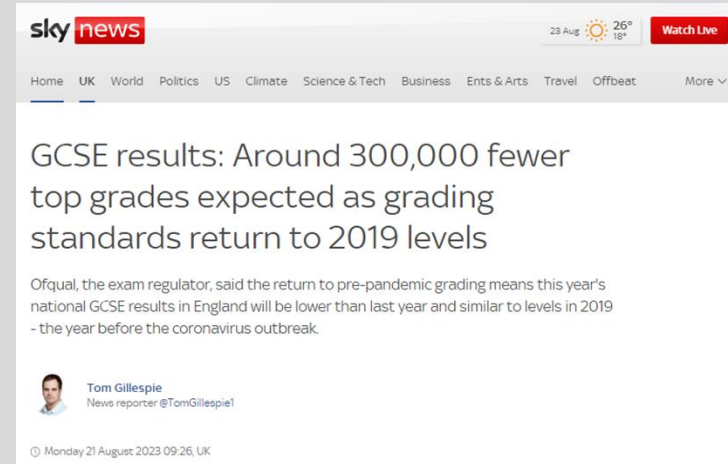 sky news
23 Aug 26° 18° Watch Live
Home UK World Politics US Climate Science & Tech Business Ents & Arts Travel Offbeat More
GCSE results: Around 300,000 fewer
top grades expected as grading
standards return to 2019 levels
Ofqual, the exam regulator, said the return to pre-pandemic grading means this year's
national GCSE results in England will be lower than last year and similar to levels in 2019
- the year before the coronavirus outbreak.
Tom Gillespie
News reporter @TomGillespie1
Monday 21 August 2023 09:26, UK